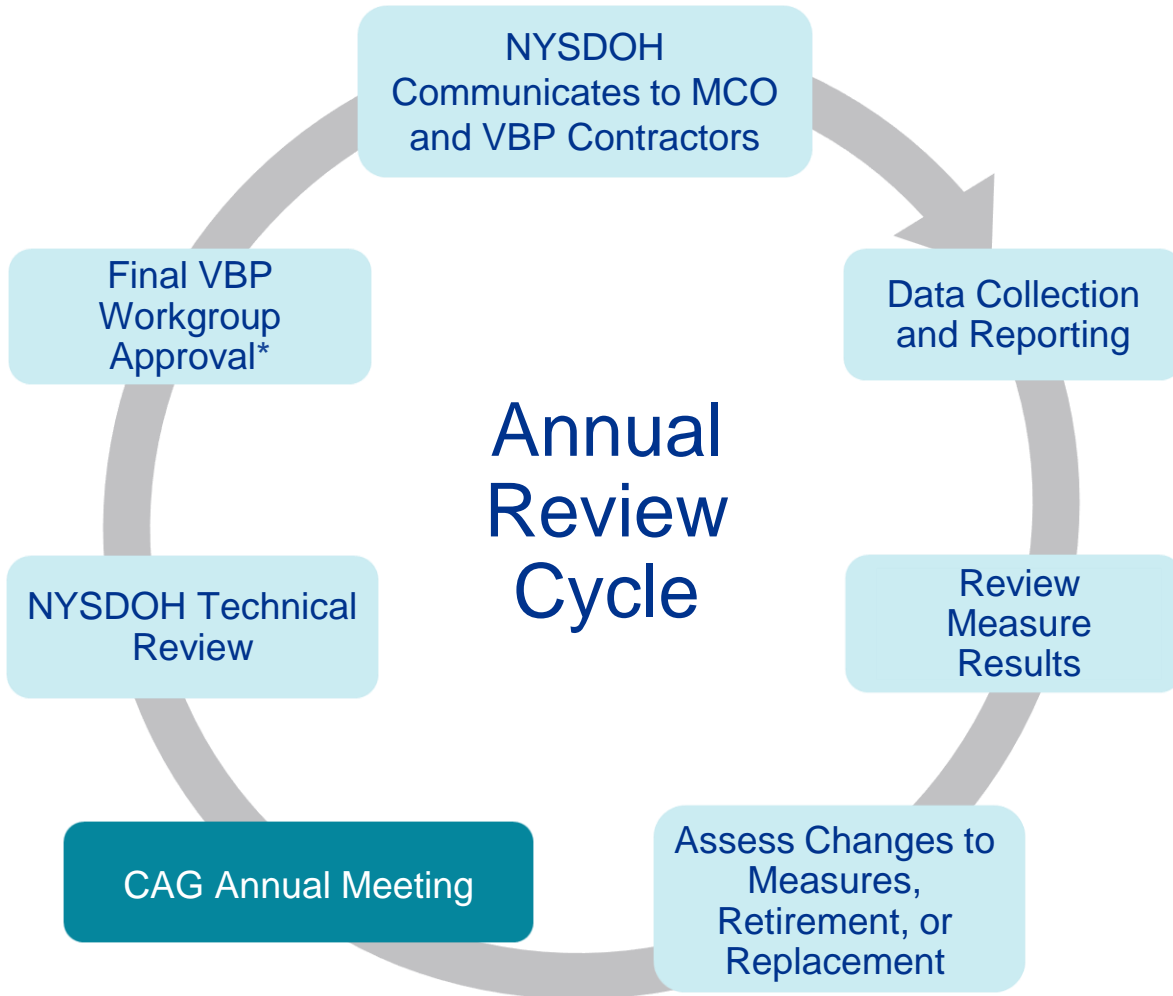 NYSDOH
Communicates to MCO
and VBP Contractors
Data Collection
and Reporting
Review
Measure
Results
Assess Changes to
Measures,
Retirement, or
Replacement
CAG Annual Meeting
NYSDOH Technical
Review
Final VBP
Workgroup
Approval*
Annual
Review
Cycle